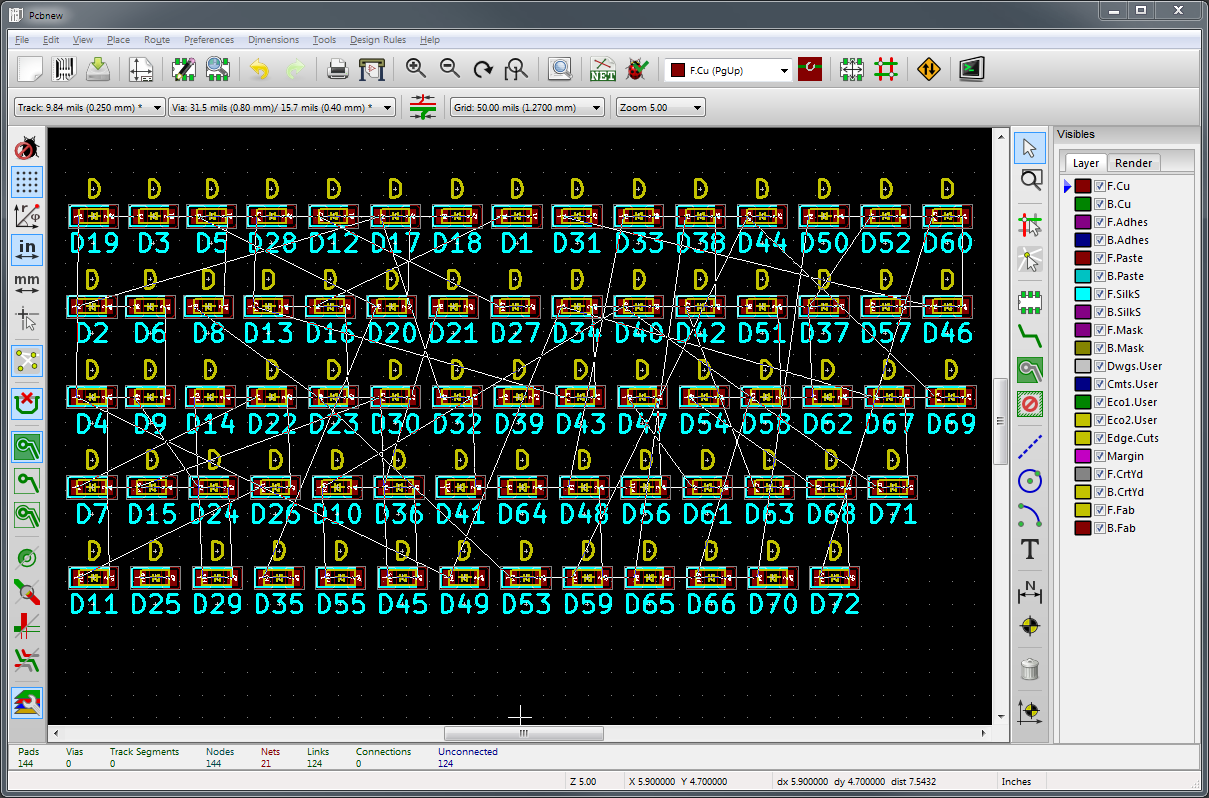 Pcbnew
File Edit View Place Route Preferences Dimensions Tools Design Rules Help
NET F.Cu (PgUp)
Track: 9.84 mils (0.250 mm) * Via: 31.5 mils (0.80 mm)/ 15.7 mils (0.40 mm) * Grid: 50.00 mils (1.2700 mm) Zoom 5.00
in
mm
D D D D D D D D D D D D D D D
D19 D3 D5 D28 D12 D17 D18 D1 D31 D33 D38 D44 D50 D52 D60
D D D D D D D D D D D D D D D
D2 D6 D8 D13 D16 D20 D21 D27 D34 D40 D42 D51 D37 D57 D46
D D D D D D D D D D D D D D D
D4 D9 D14 D22 D23 D30 D32 D39 D43 D47 D54 D58 D62 D67 D69
D D D D D D D D D D D D D D
D7 D15 D24 D26 D10 D36 D41 D64 D48 D56 D61 D63 D68 D71
D D D D D D D D D D D D D
D11 D25 D29 D35 D55 D45 D49 D53 D59 D65 D66 D70 D72
T
N
Visibles
Layer Render
F.Cu
B.Cu
F.Adhes
B.Adhes
F.Paste
B.Paste
F.SilkS
B.SilkS
F.Mask
B.Mask
Dwgs.User
Cmts.User
Eco1.User
Eco2.User
Edge.Cuts
Margin
F.CrtYd
B.CrtYd
F.Fab
B.Fab
Pads Vias Track Segments Nodes Nets Links Connections Unconnected
144 0 0 144 21 124 0 124
Z 5.00 X 5.900000 Y 4.700000 dx 5.900000 dy 4.700000 dist 7.5432 Inches